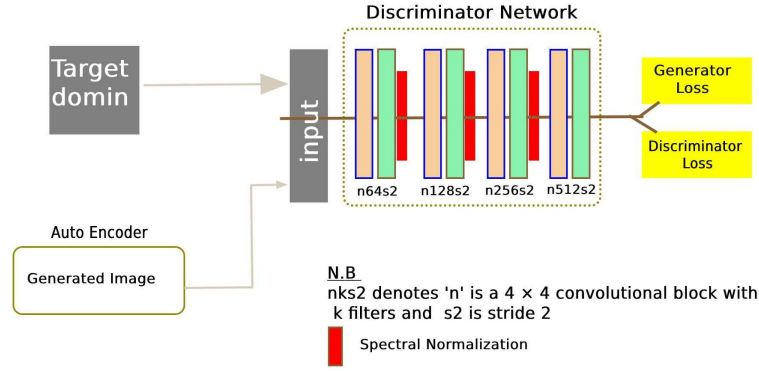 Discriminator Network
Target
domin
input
n64s2
n128s2
n256s2
n512s2
Generator
Loss
Discriminator
Loss
Auto Encoder
Generated Image
N.B
nks2 denotes 'n' is a 4 × 4 convolutional block with
k filters and s2 is stride 2
Spectral Normalization